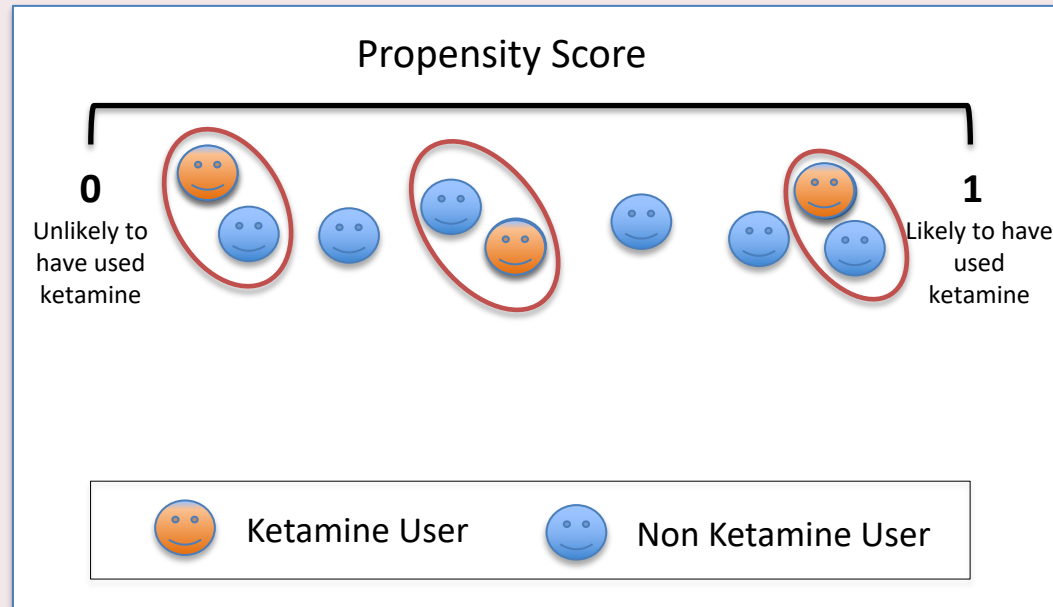 Propensity Score
0
Unlikely to
have used
ketamine
1
Likely to have
used
ketamine
Ketamine User
Non Ketamine User